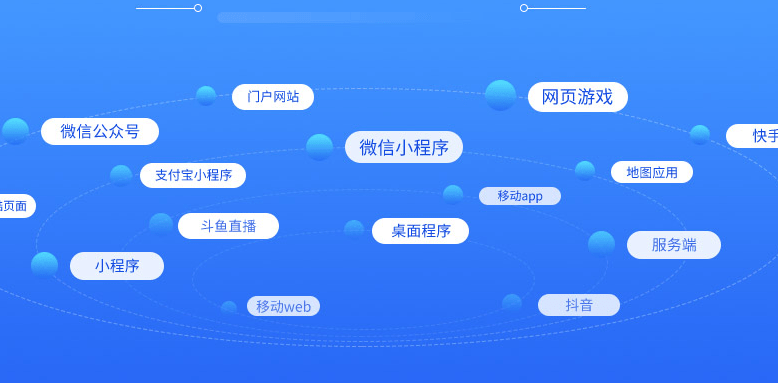 门户网站
网页游戏
微信公众号
快手
微信小程序
支付宝小程序
地图应用
移动app
页面
斗鱼直播
桌面程序
服务端
小程序
移动web
抖音